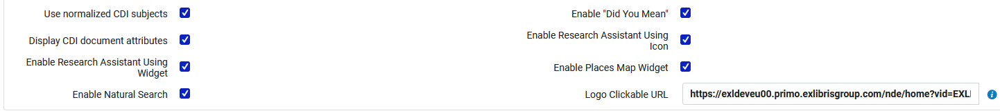 Use normalized CDI subjects
Enable "Did You Mean"
Display CDI document attributes
Enable Research Assistant Using
Icon
Enable Research Assistant Using
Widget
Enable Places Map Widget
Enable Natural Search
Logo Clickable URL
https://exldeveu00.primo.exlibrisgroup.com/nde/home?vid=EXL